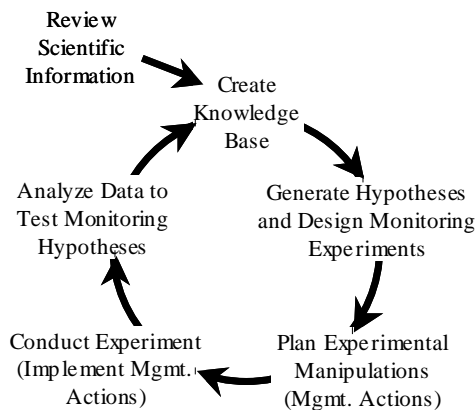 Review
Scientific
Information
Create
Knowledge
Base
Generate Hypotheses
and Design Monitoring
Experiments
Plan Experimental
Manipulations
(Mgmt. Actions)
Conduct Experiment
(Implement Mgmt.
Actions)
Analyze Data to
Test Monitoring
Hypotheses